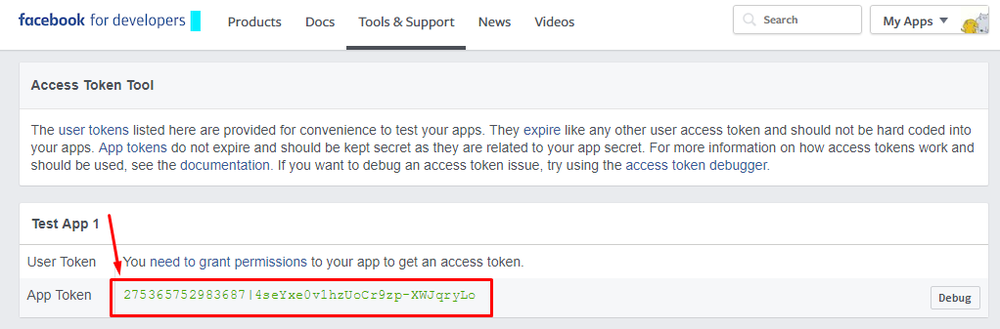 facebook for developers Products Docs Tools & Support News Videos Search My Apps
Access Token Tool
The user tokens listed here are provided for convenience to test your apps. They expire like any other user access token and should not be hard coded into
your apps. App tokens do not expire and should be kept secret as they are related to your app secret. For more information on how access tokens work and
should be used, see the documentation. If you want to debug an access token issue, try using the access token debugger.
Test App 1
User Token You need to grant permissions to your app to get an access token.
App Token 275365752983687|4seYxe0v1hzUoCr9zp-XWJqryLo Debug